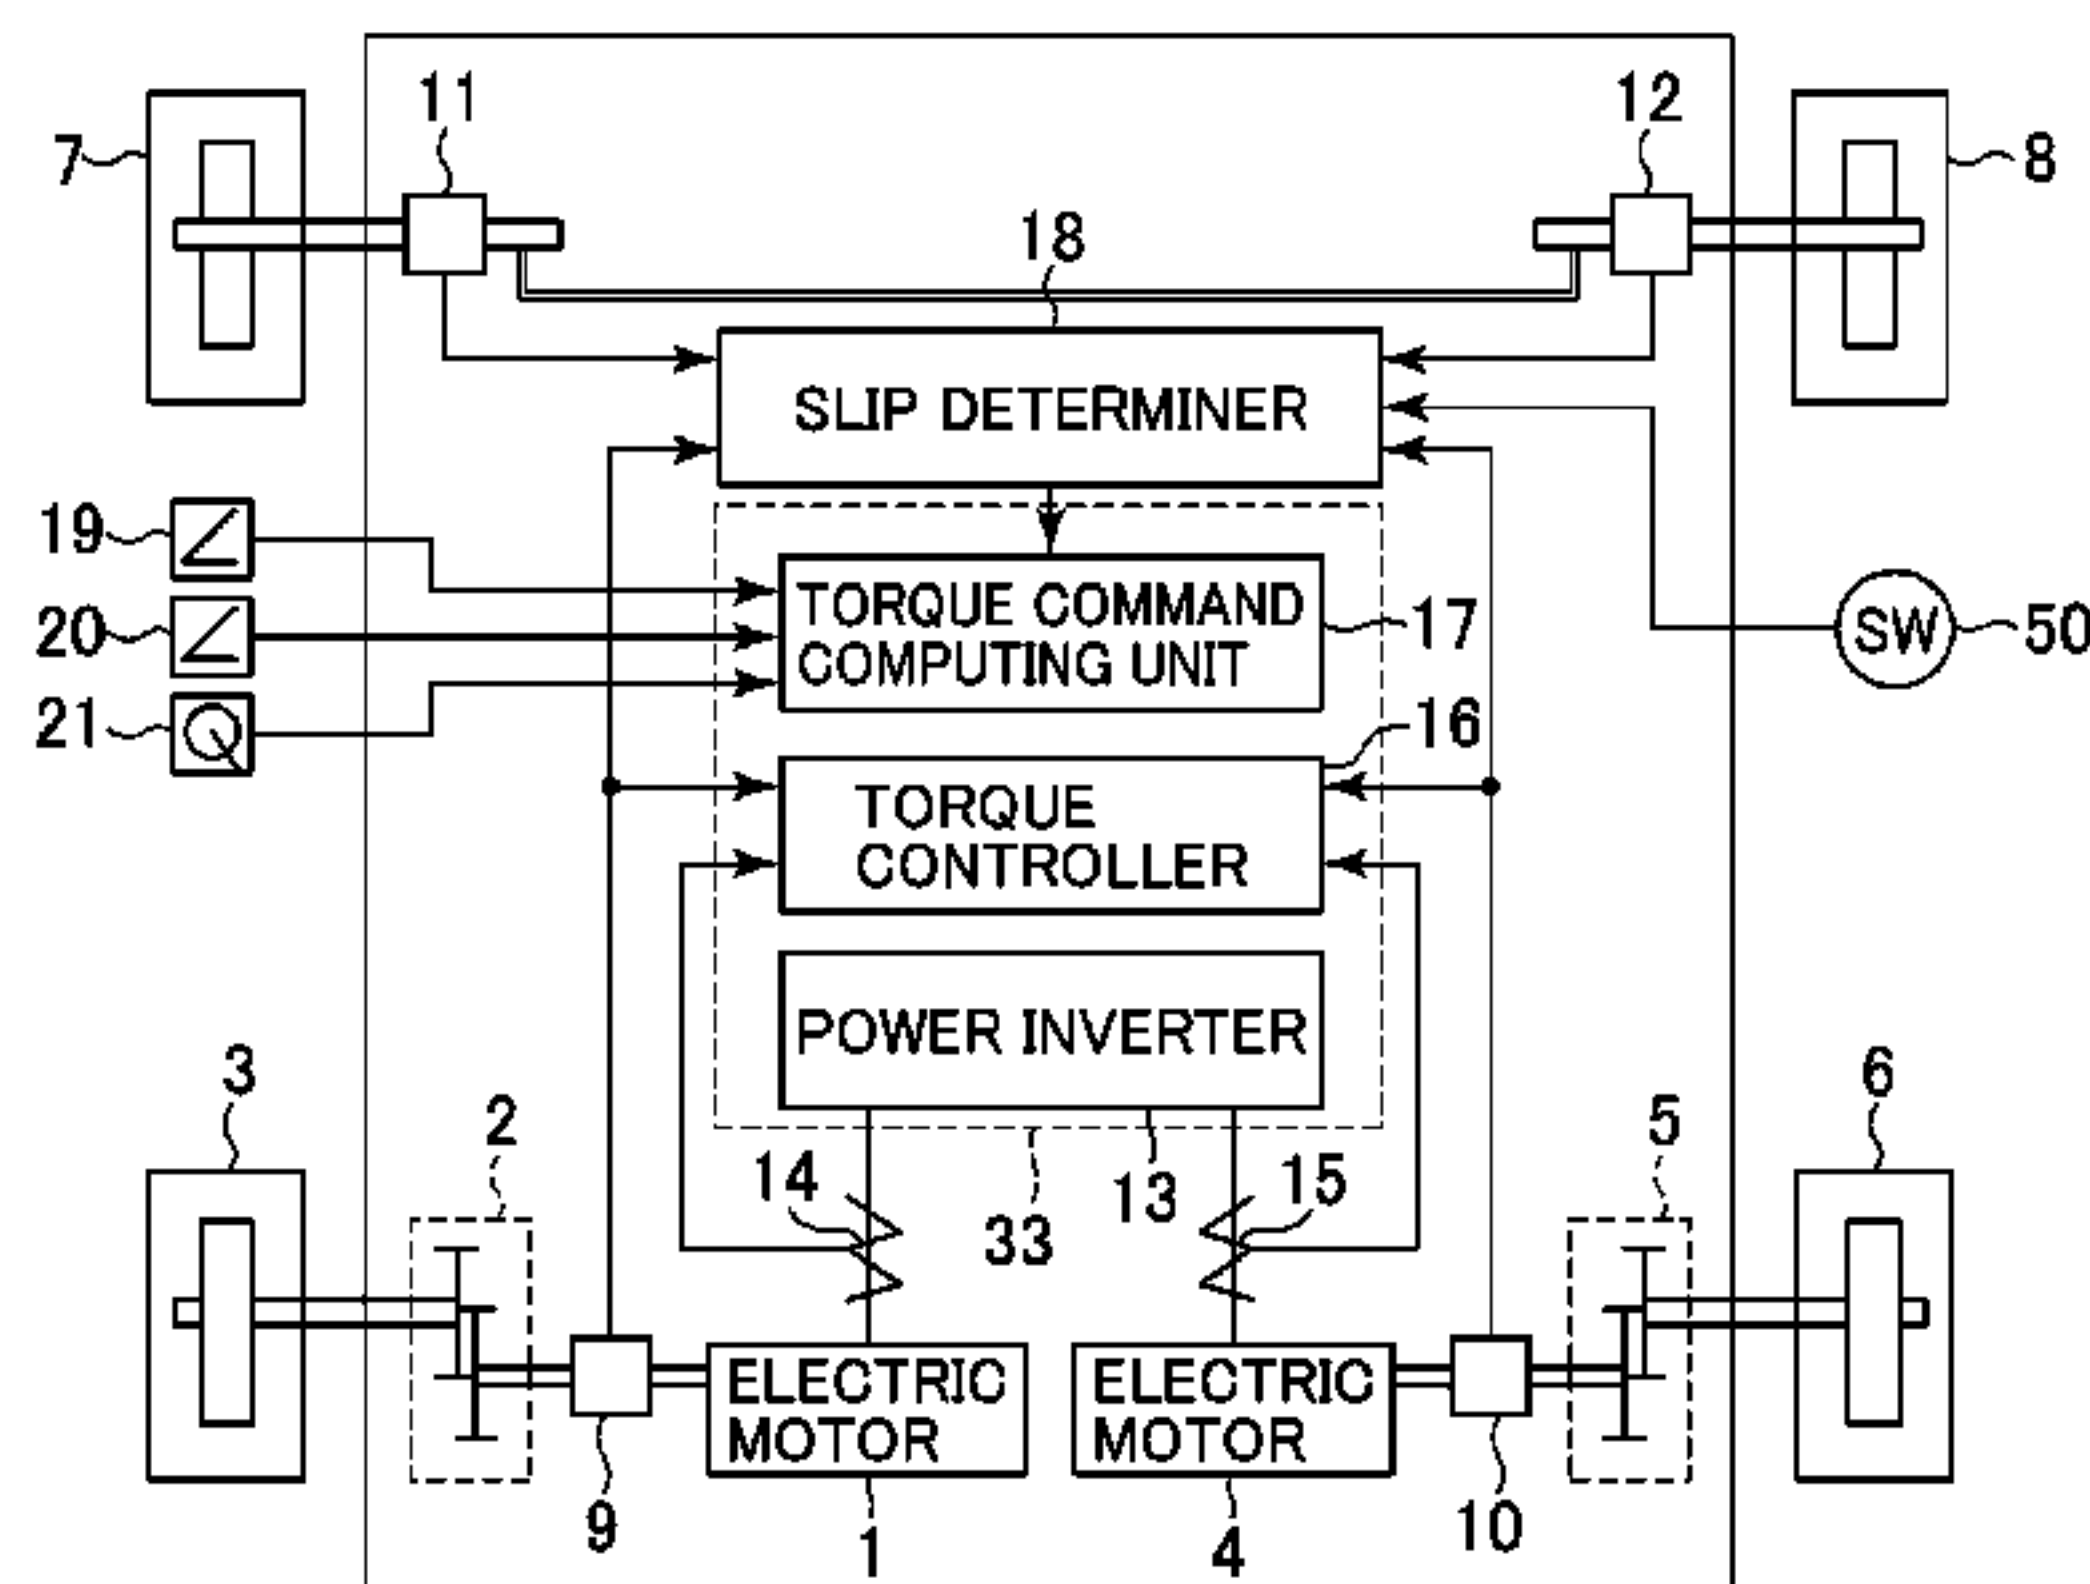 11
12
7
8
18
SLIP DETERMINER
19
20
21
TORQUE COMMAND
COMPUTING UNIT
17
SW
50
16
TORQUE
CONTROLLER
POWER INVERTER
3
2
14
33
13
15
5
6
ELECTRIC
MOTOR
ELECTRIC
MOTOR
9
1
4
10